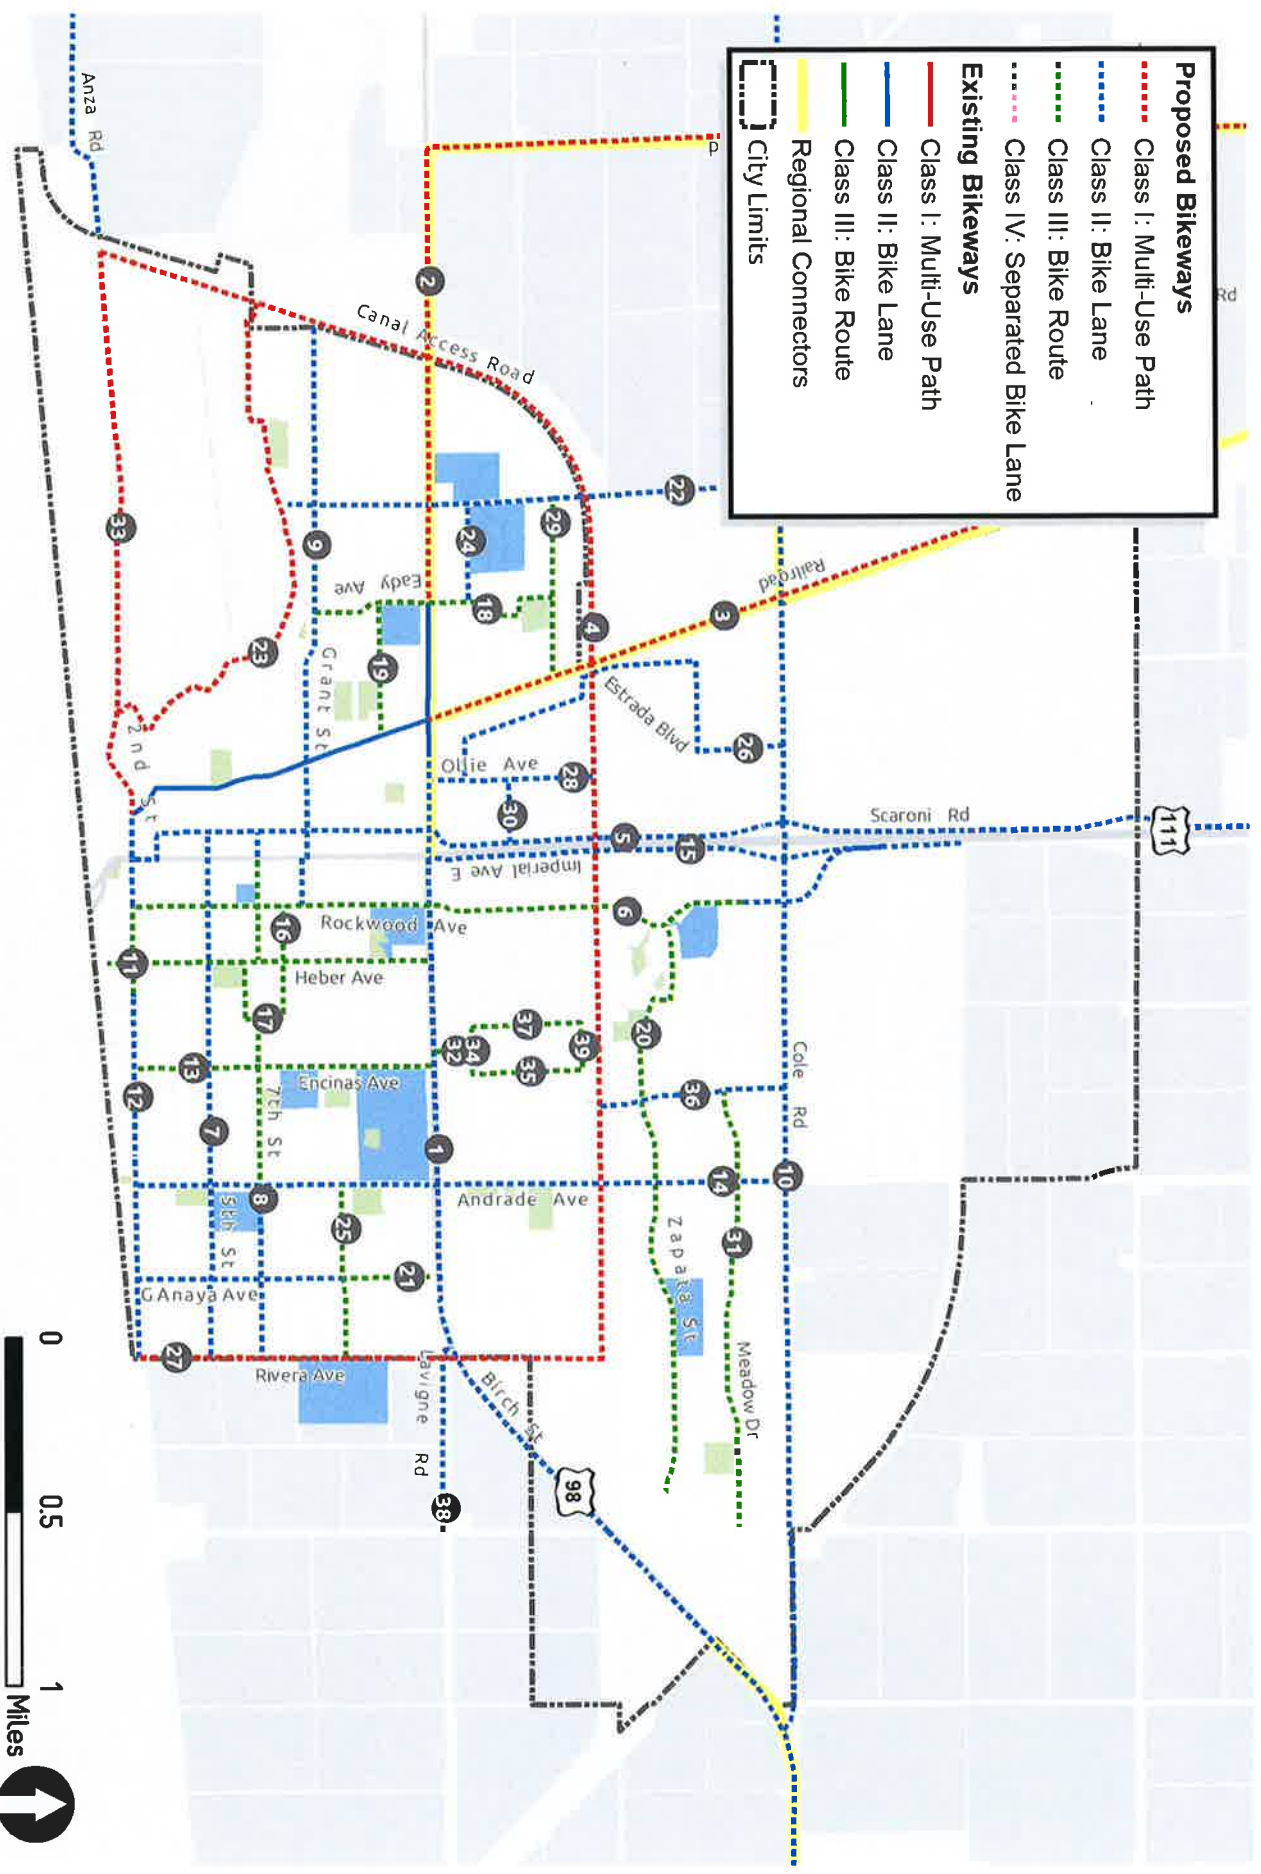 Proposed Bikeways
Class I: Multi-Use Path
Class II: Bike Lane
Class III: Bike Route
Class IV: Separated Bike Lane
Existing Bikeways
Class I: Multi-Use Path
Class II: Bike Lane
Class III: Bike Route
Regional Connectors
City Limits
Rd
P
111
Scaroni Rd
Cole Rd
10
26
3
Railroad
22
15
36
14
31
Meadow Dr
Zapata St
20
6
5
Estrada Blvd
4
29
28
39
98
Birch St
Canal Access Road
24
18
30
37
35
Ollie Ave
Imperial Ave E
34
32
Andrade Ave
2
1
38
Lavigne Rd
Eady Ave
19
Rockwood Ave
Heber Ave
Encinas Ave
25
21
9
Grant St
16
17
7th St
8
Rivera Ave
23
13
7
5th St
GAnaya Ave
33
2nd St
11
12
27
Anza Rd
0
0.5
1
Miles